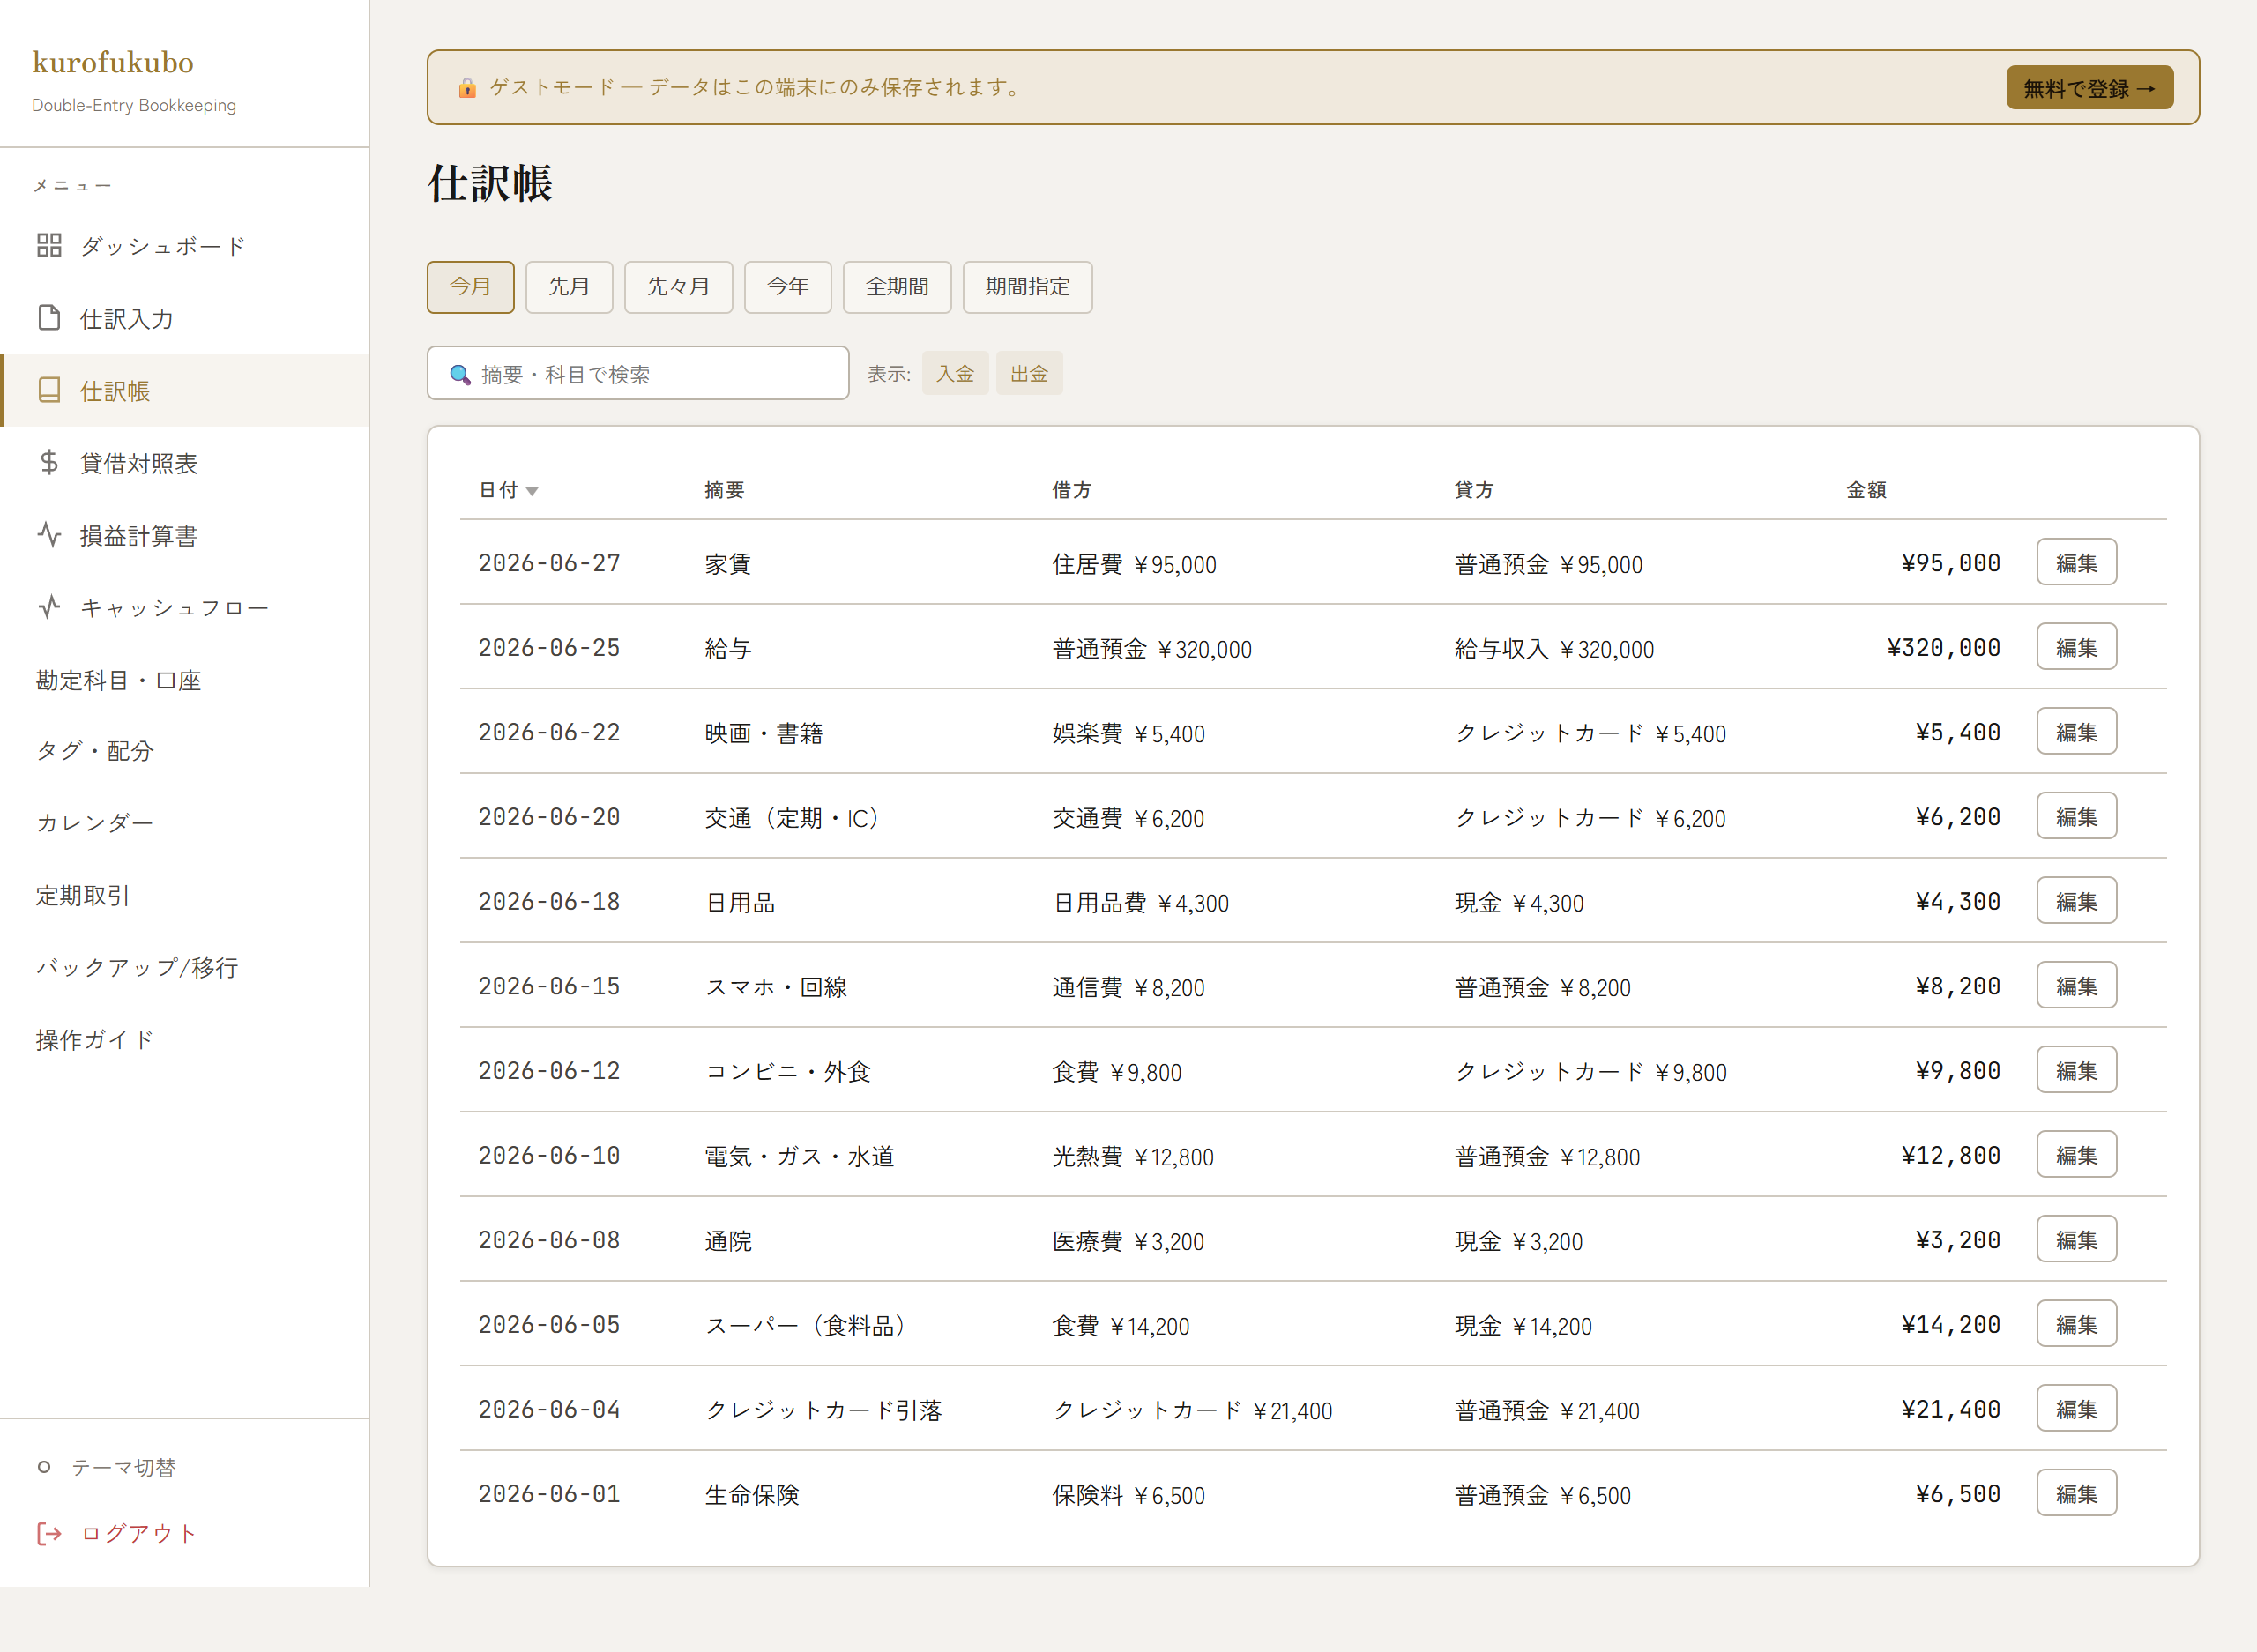 kurofukubo
Double-Entry Bookkeeping
メニュー
ダッシュボード
仕訳入力
仕訳帳
貸借対照表
損益計算書
キャッシュフロー
勘定科目・口座
タグ・配分
カレンダー
定期取引
バックアップ/移行
操作ガイド
テーマ切替
ログアウト
ゲストモード — データはこの端末にのみ保存されます。 無料で登録 →
仕訳帳
今月 先月 先々月 今年 全期間 期間指定
摘要・科目で検索 表示: 入金 出金
日付 摘要 借方 貸方 金額
2026-06-27 家賃 住居費 ¥95,000 普通預金 ¥95,000 ¥95,000 編集
2026-06-25 給与 普通預金 ¥320,000 給与収入 ¥320,000 ¥320,000 編集
2026-06-22 映画・書籍 娯楽費 ¥5,400 クレジットカード ¥5,400 ¥5,400 編集
2026-06-20 交通（定期・IC） 交通費 ¥6,200 クレジットカード ¥6,200 ¥6,200 編集
2026-06-18 日用品 日用品費 ¥4,300 現金 ¥4,300 ¥4,300 編集
2026-06-15 スマホ・回線 通信費 ¥8,200 普通預金 ¥8,200 ¥8,200 編集
2026-06-12 コンビニ・外食 食費 ¥9,800 クレジットカード ¥9,800 ¥9,800 編集
2026-06-10 電気・ガス・水道 光熱費 ¥12,800 普通預金 ¥12,800 ¥12,800 編集
2026-06-08 通院 医療費 ¥3,200 現金 ¥3,200 ¥3,200 編集
2026-06-05 スーパー（食料品） 食費 ¥14,200 現金 ¥14,200 ¥14,200 編集
2026-06-04 クレジットカード引落 クレジットカード ¥21,400 普通預金 ¥21,400 ¥21,400 編集
2026-06-01 生命保険 保険料 ¥6,500 普通預金 ¥6,500 ¥6,500 編集